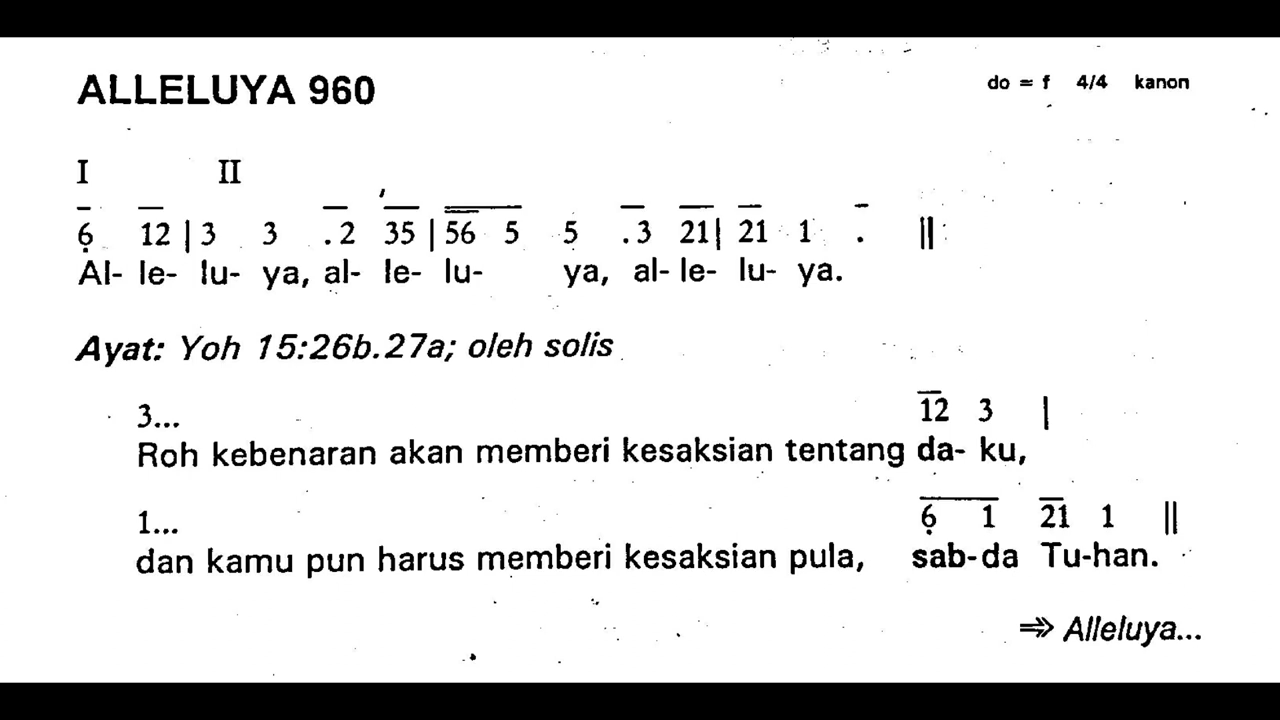 ALLELUYA 960 do = f 4/4 kanon
I II
6̣ 12 | 3 3 .2 35 | 56 5 5 .3 21 | 21 1 . ||
Al- le- lu- ya, al- le- lu- ya, al- le- lu- ya.
Ayat: Yoh 15:26b.27a; oleh solis
3... 12 3 |
Roh kebenaran akan memberi kesaksian tentang da- ku,
1... 6̣ 1 21 1 ||
dan kamu pun harus memberi kesaksian pula, sab-da Tu-han.
⇒ Alleluya...